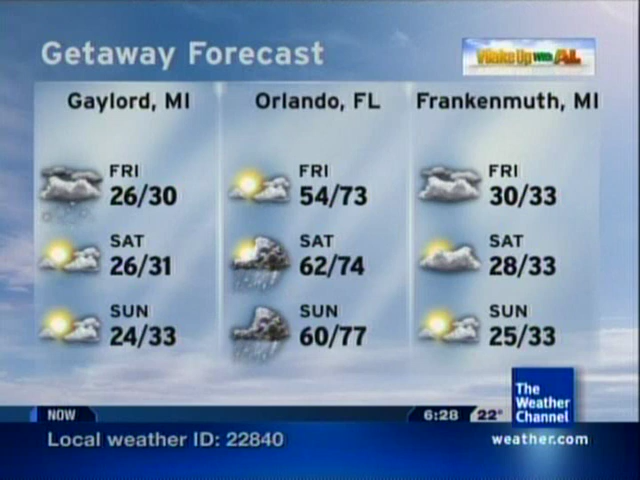 Getaway Forecast
Wake Up With AL
Gaylord, MI
FRI
26/30
SAT
26/31
SUN
24/33
Orlando, FL
FRI
54/73
SAT
62/74
SUN
60/77
Frankenmuth, MI
FRI
30/33
SAT
28/33
SUN
25/33
The
Weather
Channel
NOW
6:28 22°
Local weather ID: 22840
weather.com